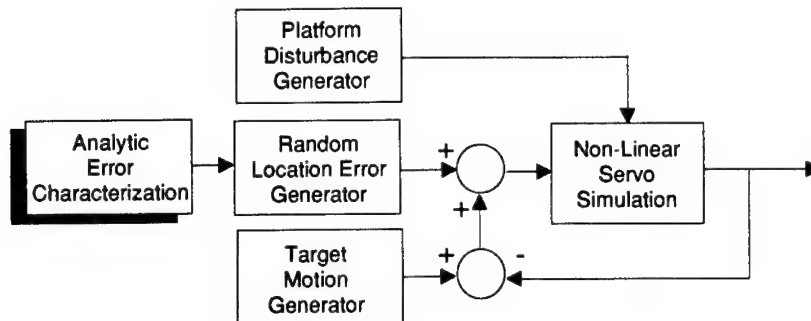 Platform
Disturbance
Generator
Analytic
Error
Characterization
Random
Location Error
Generator
+
+
Non-Linear
Servo
Simulation
Target
Motion
Generator
+
-